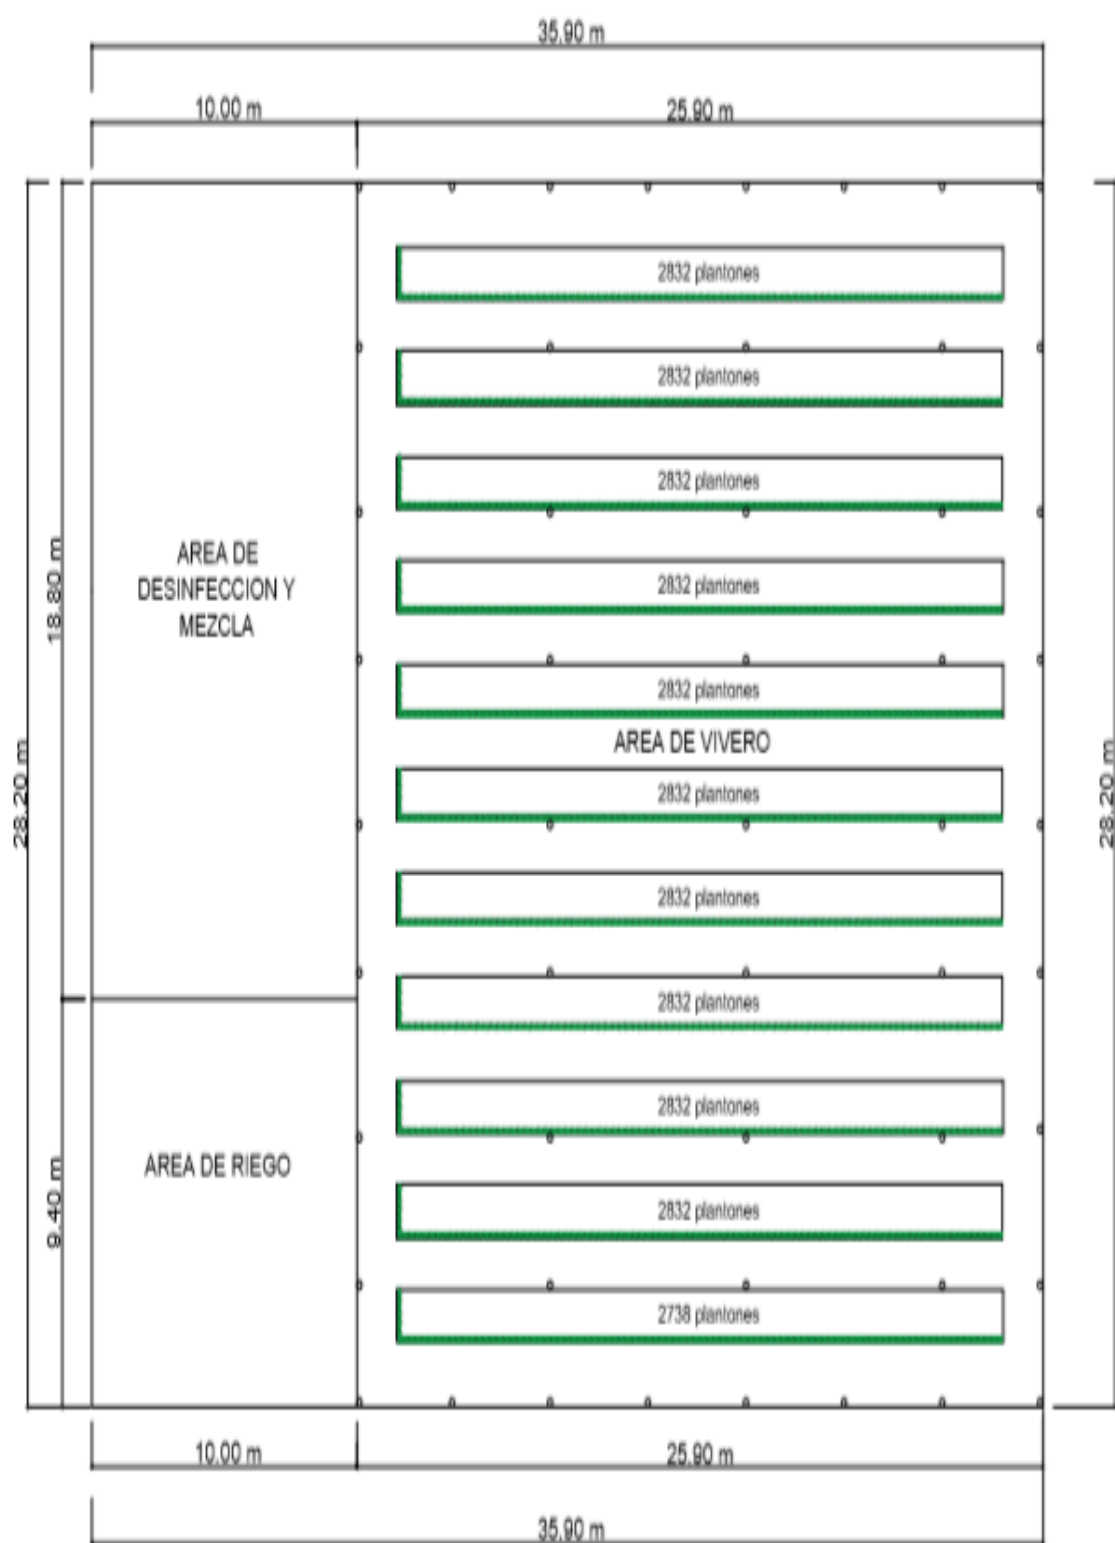 35.90 m
10.00 m
25.90 m
2832 plantones
2832 plantones
2832 plantones
AREA DE
DESINFECCION Y
MEZCLA
18.80 m
2832 plantones
2832 plantones
AREA DE VIVERO
28.20 m
28.20 m
2832 plantones
2832 plantones
2832 plantones
2832 plantones
AREA DE RIEGO
9.40 m
2832 plantones
2738 plantones
10.00 m
25.90 m
35.90 m